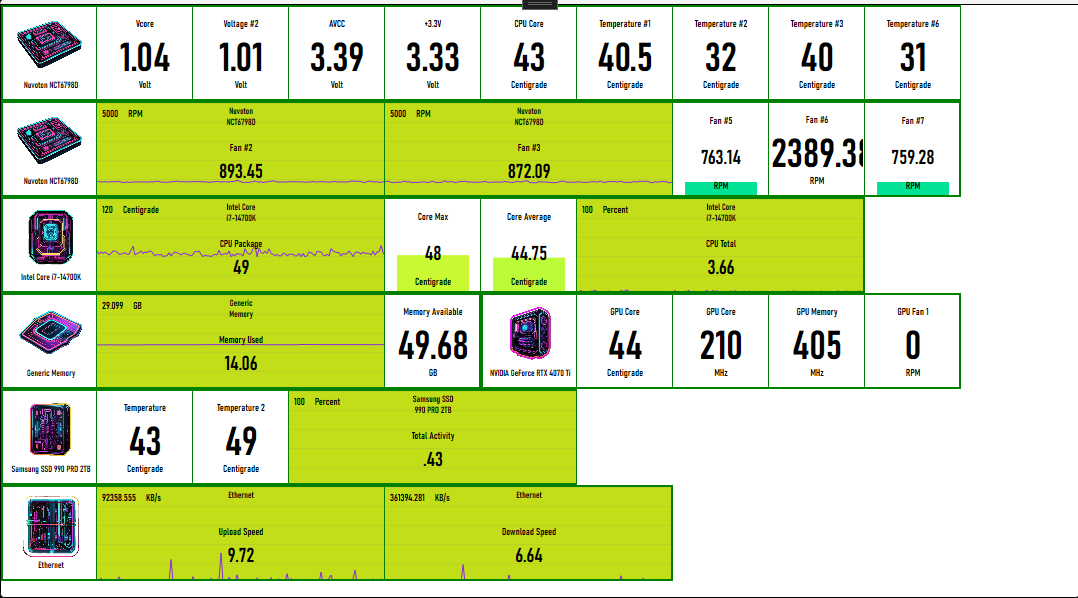 Nuvoton NCT6798D
Vcore
1.04
Volt
Voltage #2
1.01
Volt
AVCC
3.39
Volt
+3.3V
3.33
Volt
CPU Core
43
Centigrade
Temperature #1
40.5
Centigrade
Temperature #2
32
Centigrade
Temperature #3
40
Centigrade
Temperature #6
31
Centigrade
Nuvoton NCT6798D
5000 RPM
Nuvoton
NCT6798D
Fan #2
893.45
5000 RPM
Nuvoton
NCT6798D
Fan #3
872.09
Fan #5
763.14
RPM
Fan #6
2389.38
RPM
Fan #7
759.28
RPM
Intel Core i7-14700K
120 Centigrade
Intel Core
i7-14700K
CPU Package
49
Core Max
48
Centigrade
Core Average
44.75
Centigrade
100 Percent
Intel Core
i7-14700K
CPU Total
3.66
Generic Memory
29.099 GB
Generic
Memory
Memory Used
14.06
Memory Available
49.68
GB
NVIDIA GeForce RTX 4070 Ti
GPU Core
44
Centigrade
GPU Core
210
MHz
GPU Memory
405
MHz
GPU Fan 1
0
RPM
Samsung SSD 990 PRO 2TB
Temperature
43
Centigrade
Temperature 2
49
Centigrade
100 Percent
Samsung SSD
990 PRO 2TB
Total Activity
.43
Ethernet
92358.555 KB/s
Ethernet
Upload Speed
9.72
361394.281 KB/s
Ethernet
Download Speed
6.64